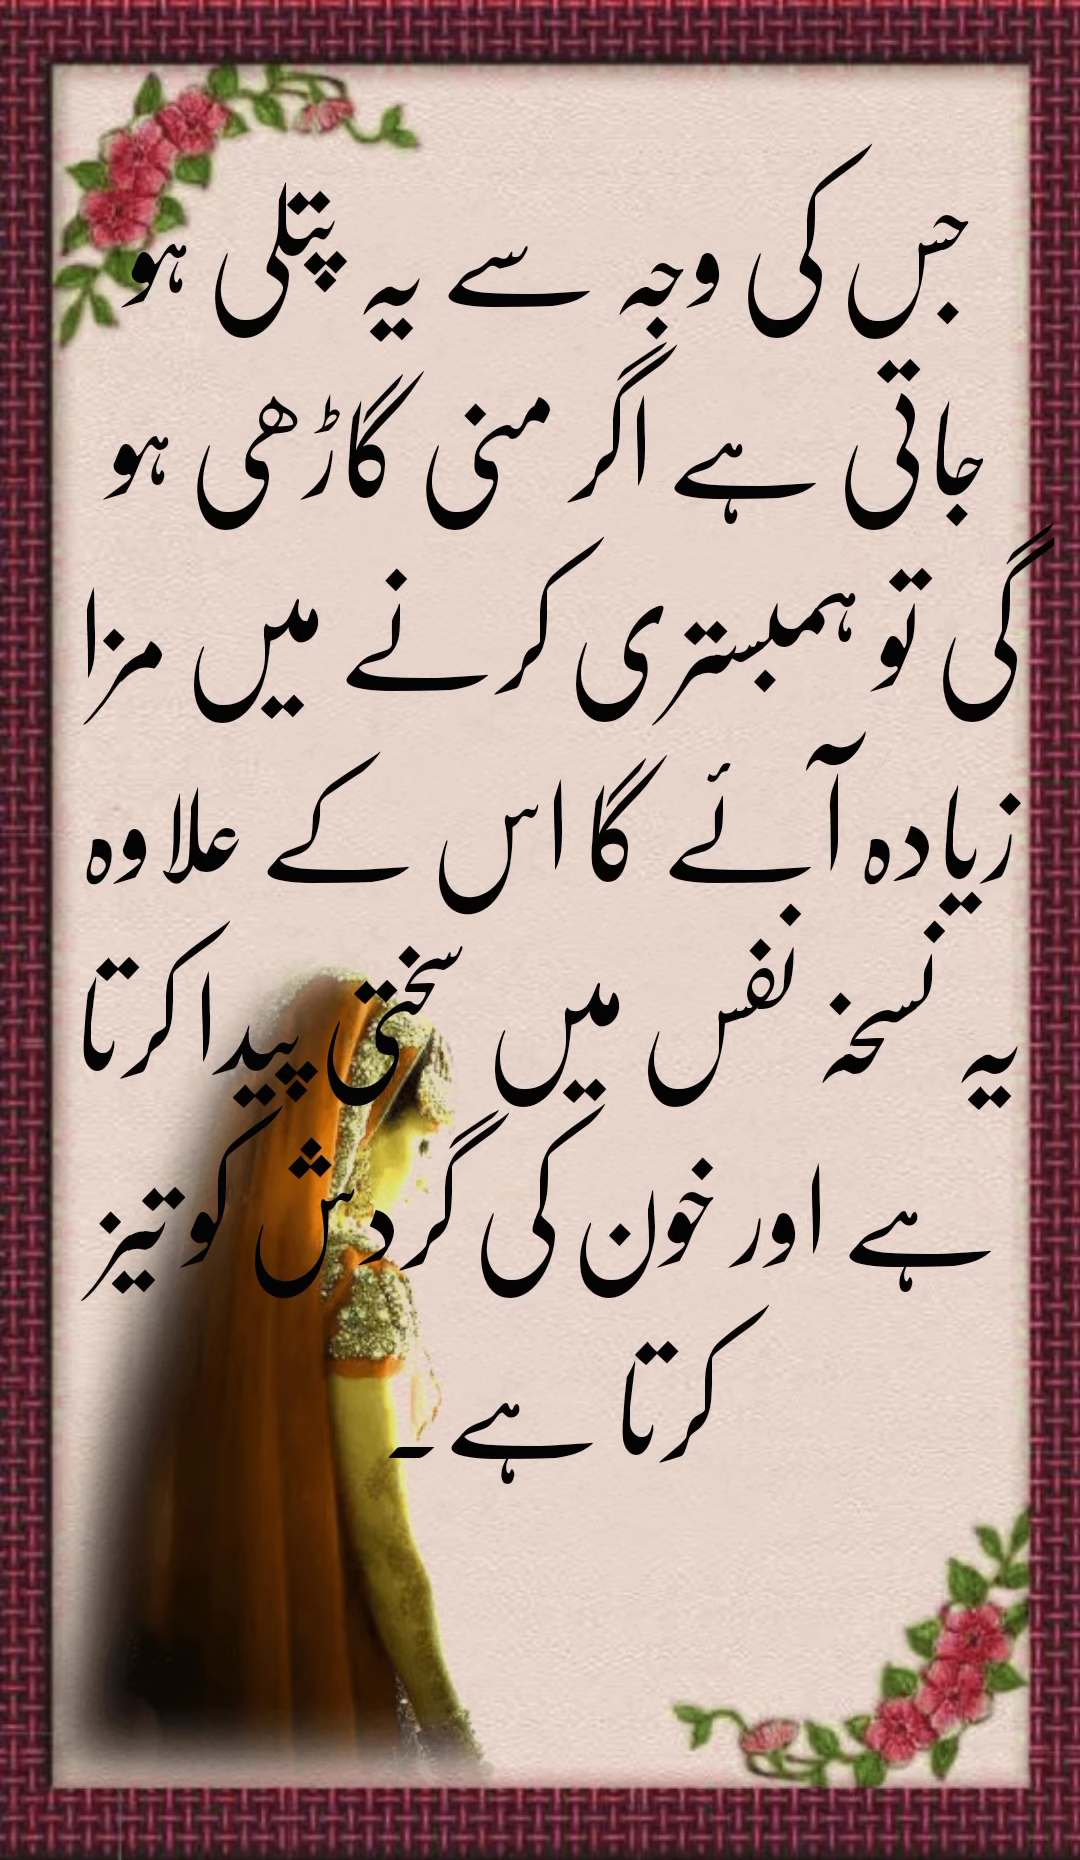 جس کی وجہ سے یہ پتلی ہو
جاتی ہے اگر منی گاڑھی ہو
گی تو ہمبستری کرنے میں مزا
زیادہ آئے گا اس کے علاوہ
یہ نسخہ نفس میں سختی پیدا کرتا
ہے اور خون کی گردش کو تیز
کرتا ہے۔